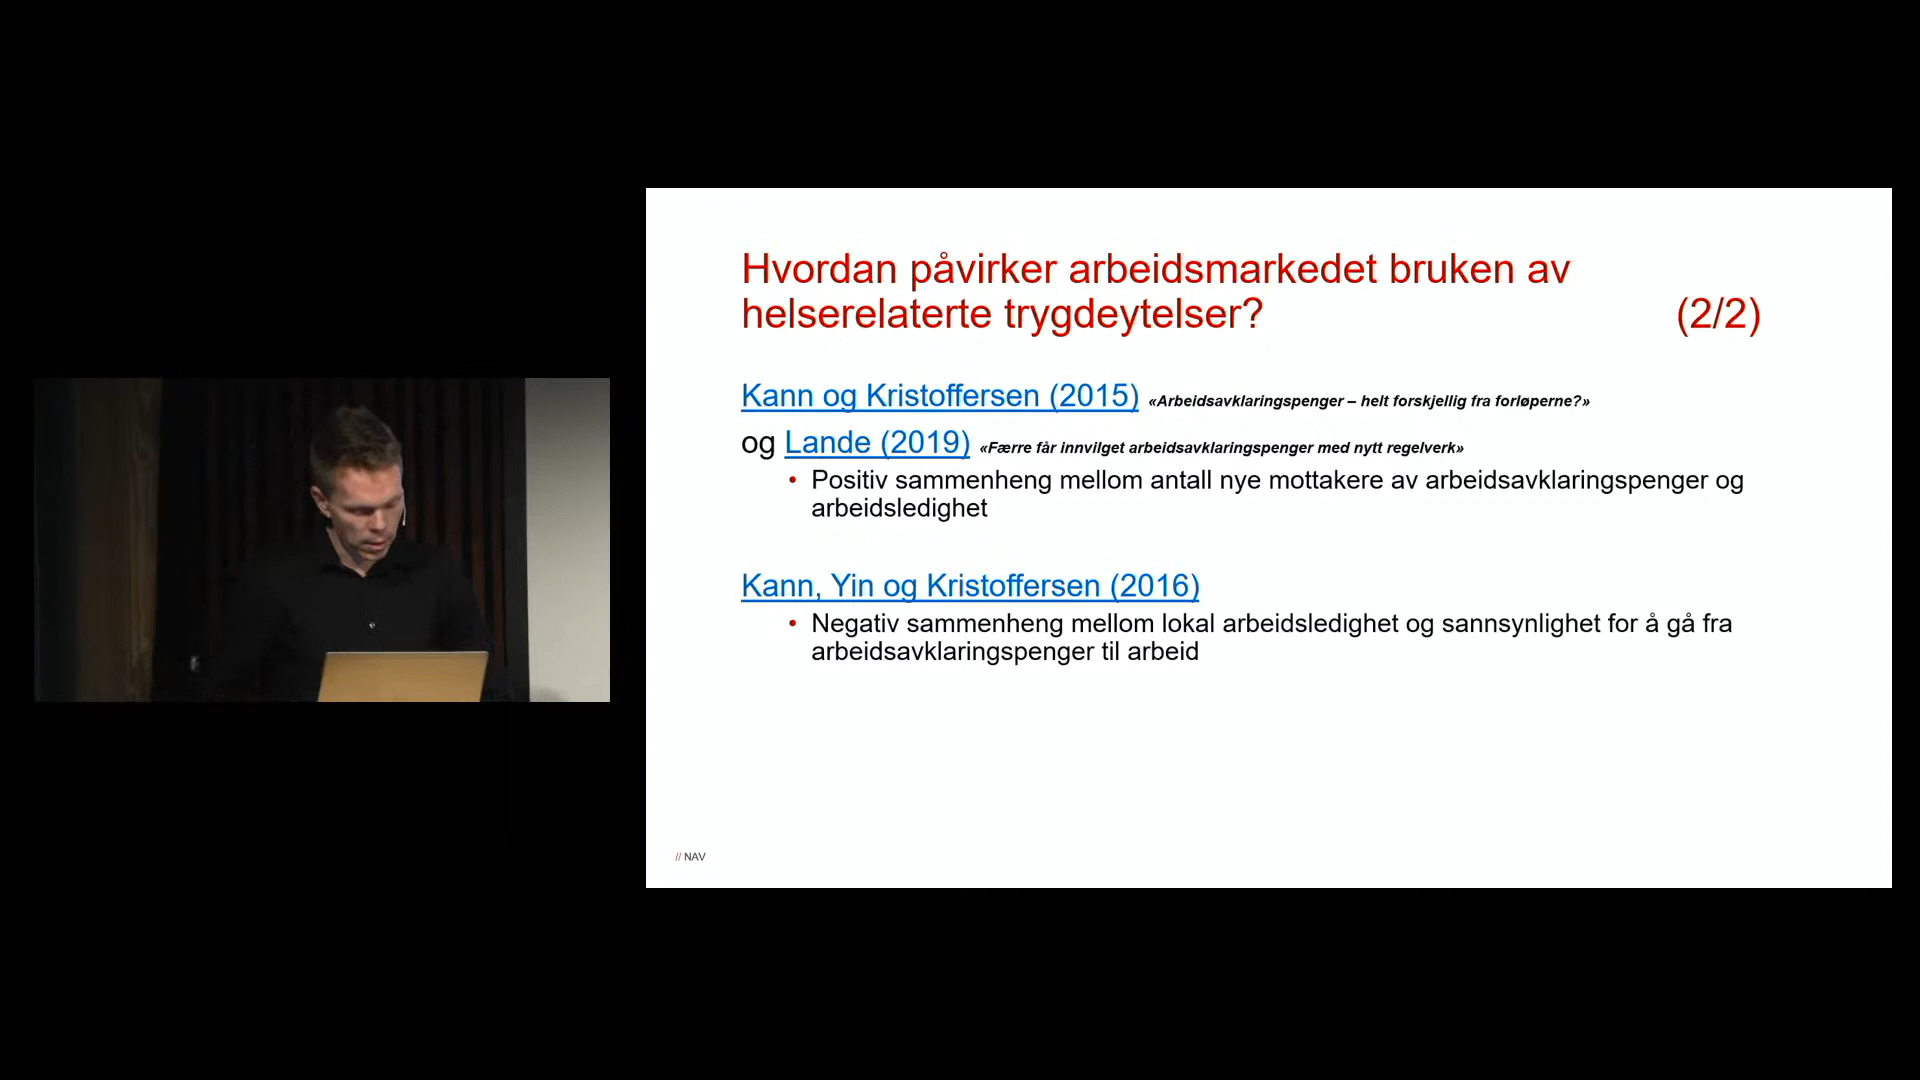 Hvordan påvirker arbeidsmarkedet bruken av
helserelaterte trygdeytelser? (2/2)
Kann og Kristoffersen (2015) «Arbeidsavklaringspenger – helt forskjellig fra forløperne?»
og Lande (2019) «Færre får innvilget arbeidsavklaringspenger med nytt regelverk»
• Positiv sammenheng mellom antall nye mottakere av arbeidsavklaringspenger og
arbeidsledighet
Kann, Yin og Kristoffersen (2016)
• Negativ sammenheng mellom lokal arbeidsledighet og sannsynlighet for å gå fra
arbeidsavklaringspenger til arbeid
// NAV